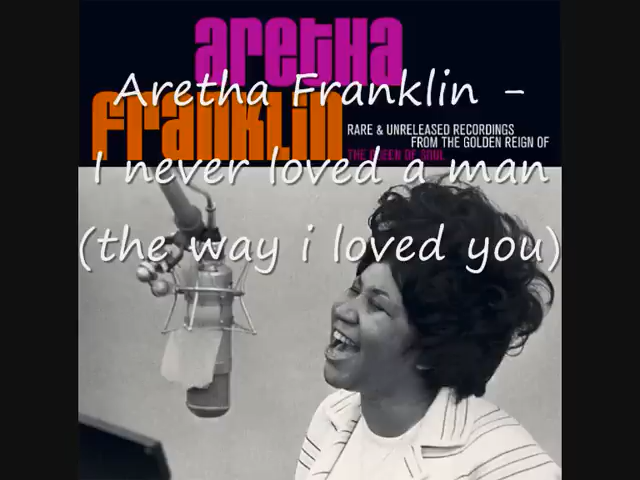 aretha
franklin
RARE & UNRELEASED RECORDINGS
FROM THE GOLDEN REIGN OF
THE QUEEN OF SOUL
Aretha Franklin -
I never loved a man
(the way i loved you)